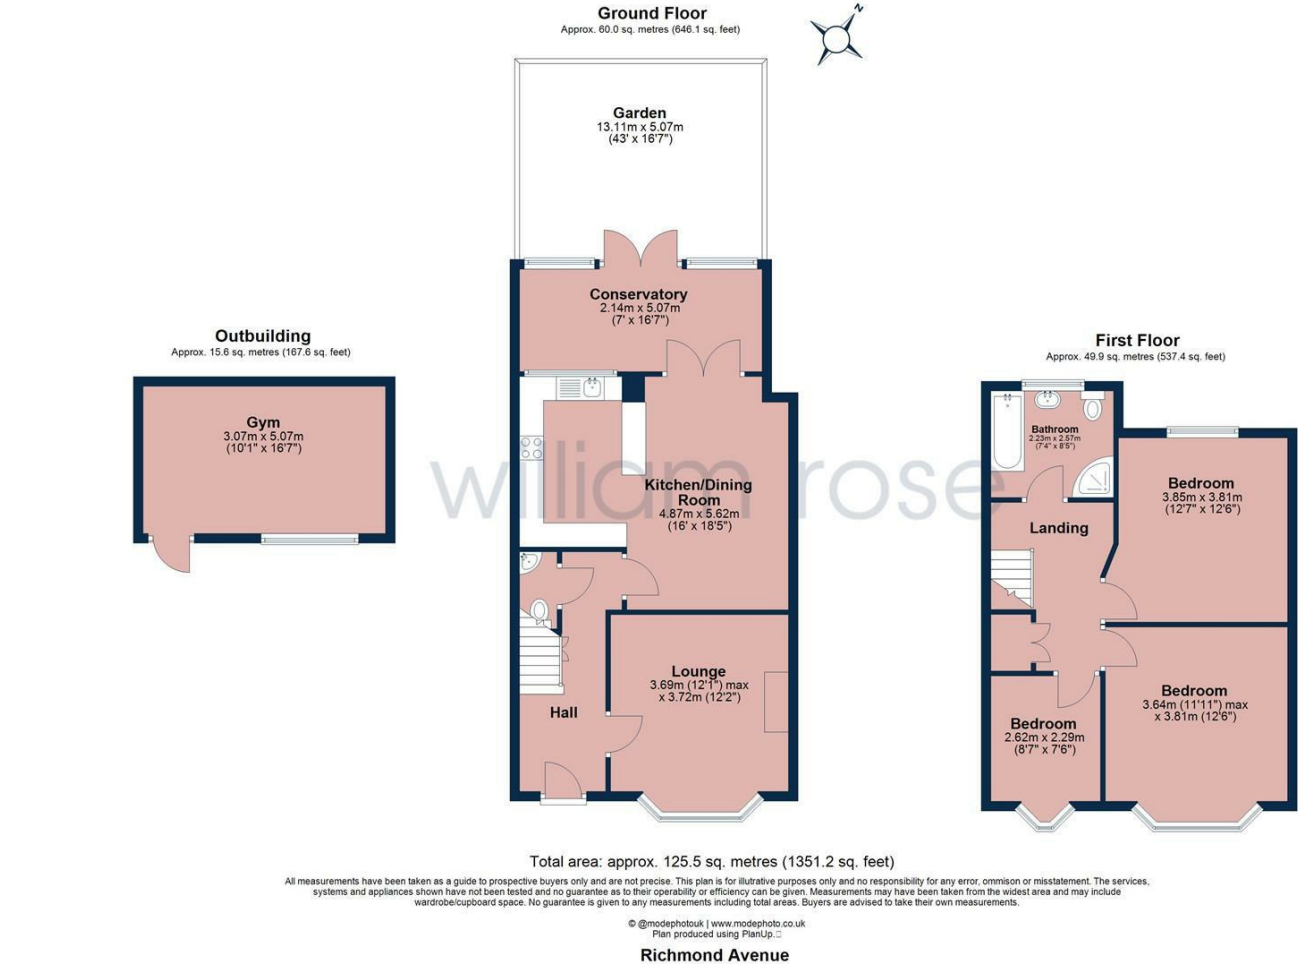 Ground Floor
Approx. 60.0 sq. metres (646.1 sq. feet)
N
Garden
13.11m x 5.07m
(43' x 16'7")
Conservatory
2.14m x 5.07m
(7' x 16'7")
Outbuilding
Approx. 15.6 sq. metres (167.6 sq. feet)
Gym
3.07m x 5.07m
(10'1" x 16'7")
First Floor
Approx. 49.9 sq. metres (537.4 sq. feet)
Bathroom
2.23m x 2.57m
(7'4" x 8'5")
william rose
Kitchen/Dining
Room
4.87m x 5.62m
(16' x 18'5")
Bedroom
3.85m x 3.81m
(12'7" x 12'6")
Landing
Lounge
3.69m (12'1") max
x 3.72m (12'2")
Hall
Bedroom
3.64m (11'11") max
x 3.81m (12'6")
Bedroom
2.62m x 2.29m
(8'7" x 7'6")
Total area: approx. 125.5 sq. metres (1351.2 sq. feet)
All measurements have been taken as a guide to prospective buyers only and are not precise. This plan is for illutrative purposes only and no responsibility for any error, ommison or misstatement. The services,
systems and appliances shown have not been tested and no guarantee as to their operability or efficiency can be given. Measurements may have been taken from the widest area and may include
wardrobe/cupboard space. No guarantee is given to any measurements including total areas. Buyers are advised to take their own measurements.
© @modephotouk | www.modephoto.co.uk
Plan produced using PlanUp.
Richmond Avenue